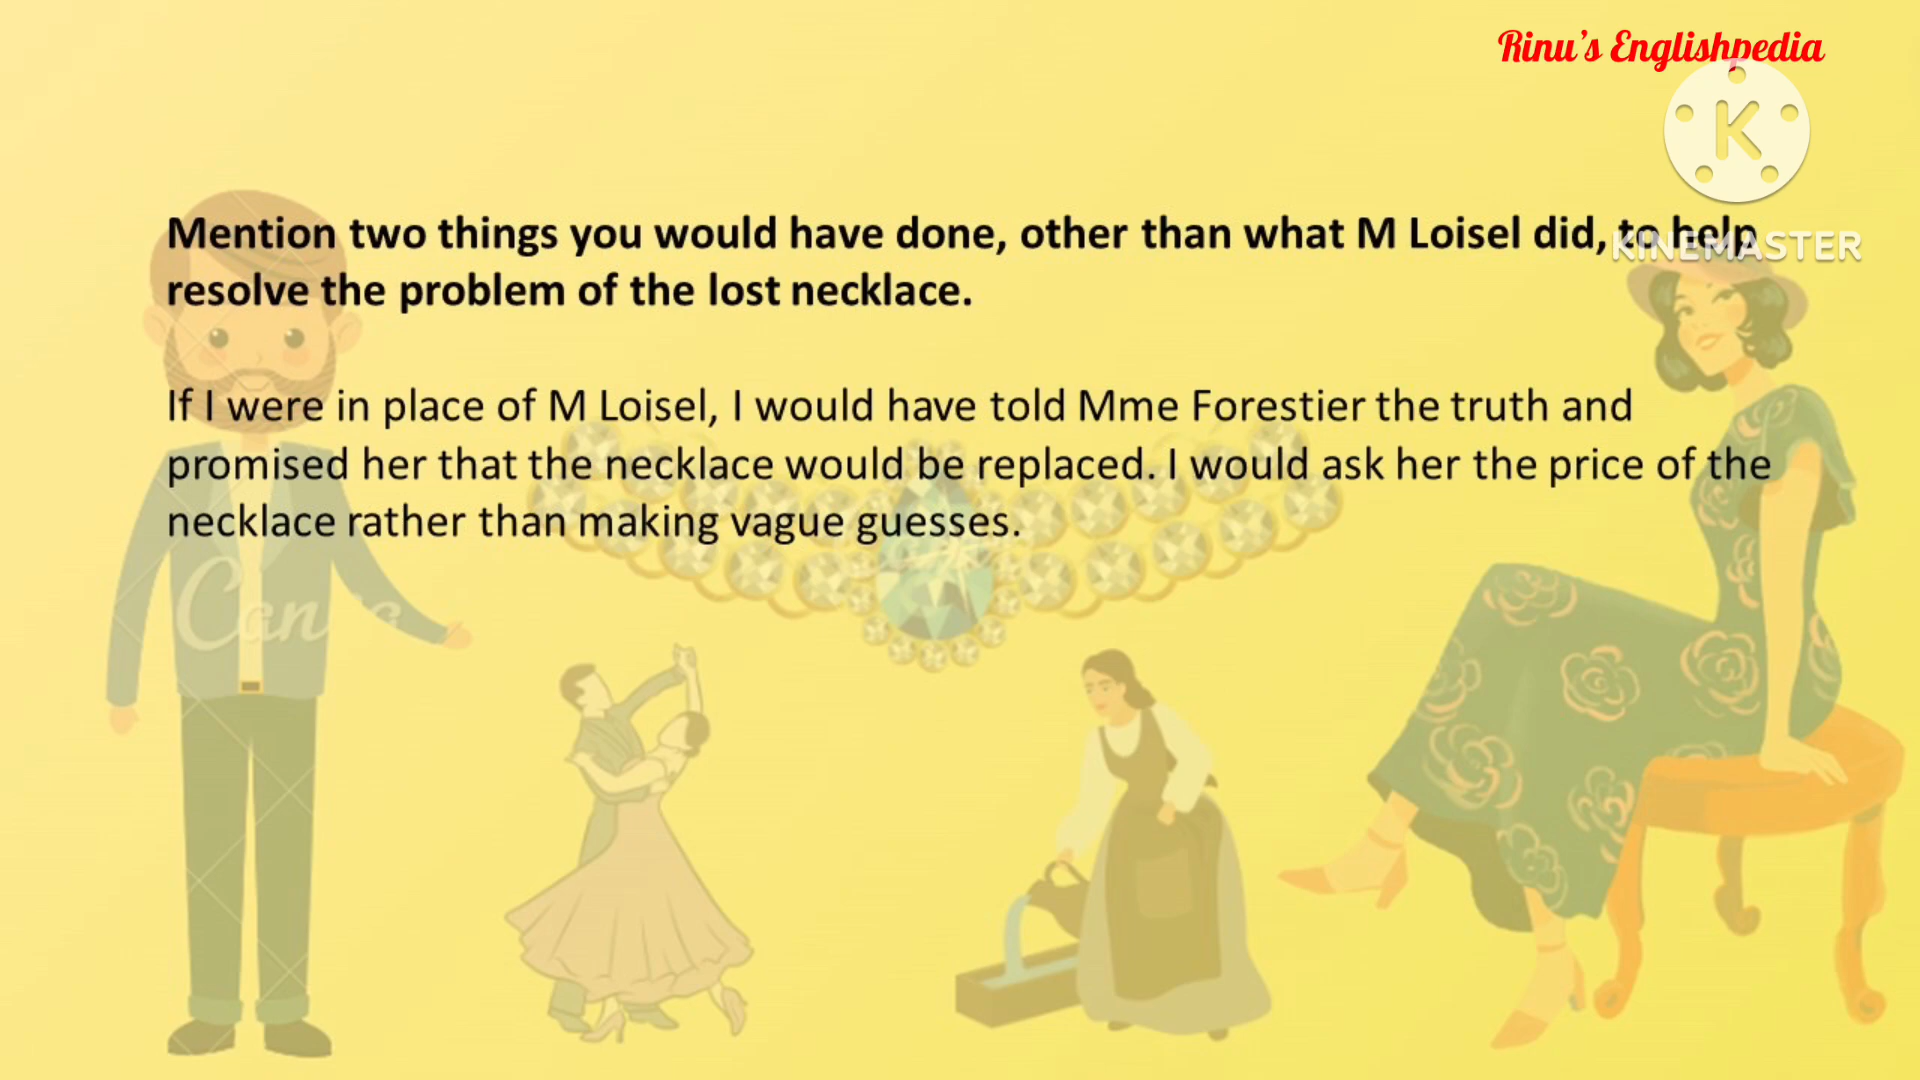 Rinu's Englishpedia
K
KINEMASTER
Mention two things you would have done, other than what M Loisel did, to help
resolve the problem of the lost necklace.
If I were in place of M Loisel, I would have told Mme Forestier the truth and
promised her that the necklace would be replaced. I would ask her the price of the
necklace rather than making vague guesses.
Canva